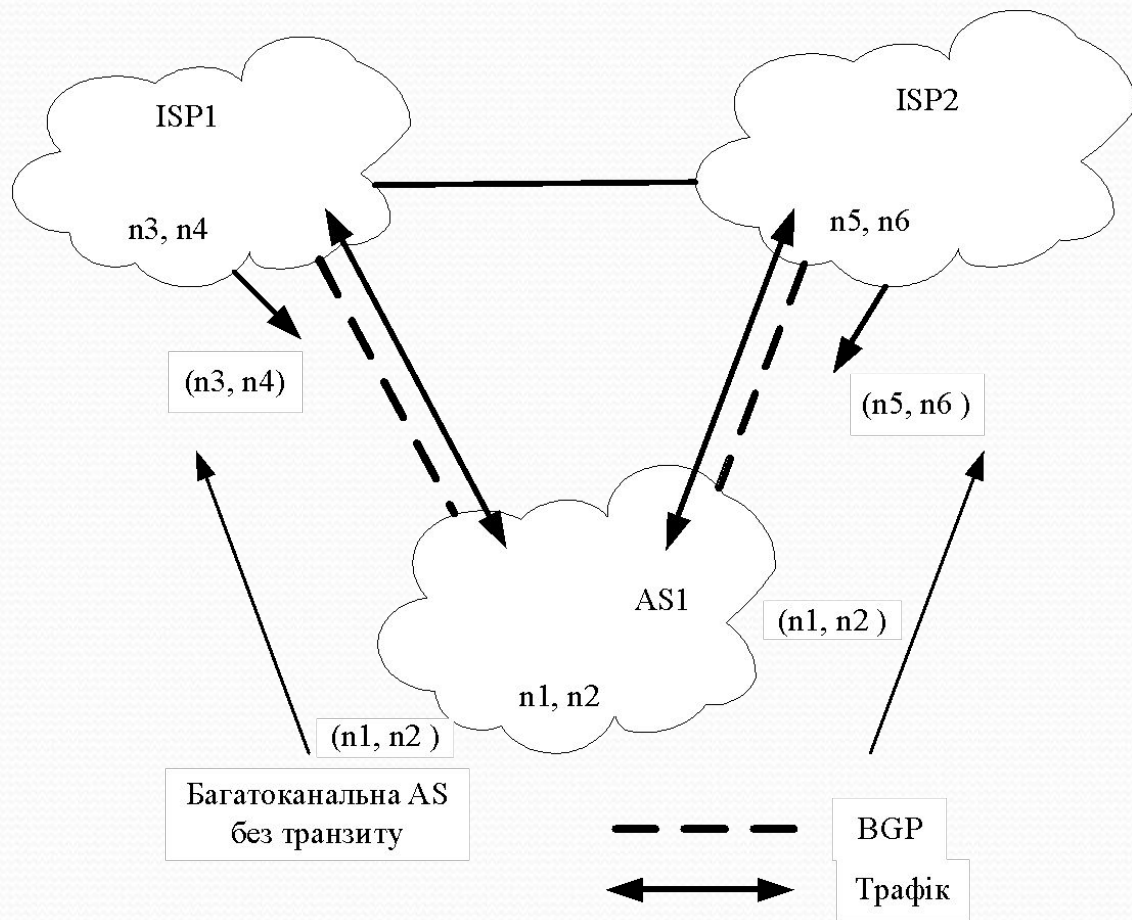 ISP1
ISP2
n3, n4
n5, n6
(n3, n4)
(n5, n6 )
AS1
(n1, n2 )
n1, n2
(n1, n2 )
Багатоканальна AS
без транзиту
BGP
Трафік